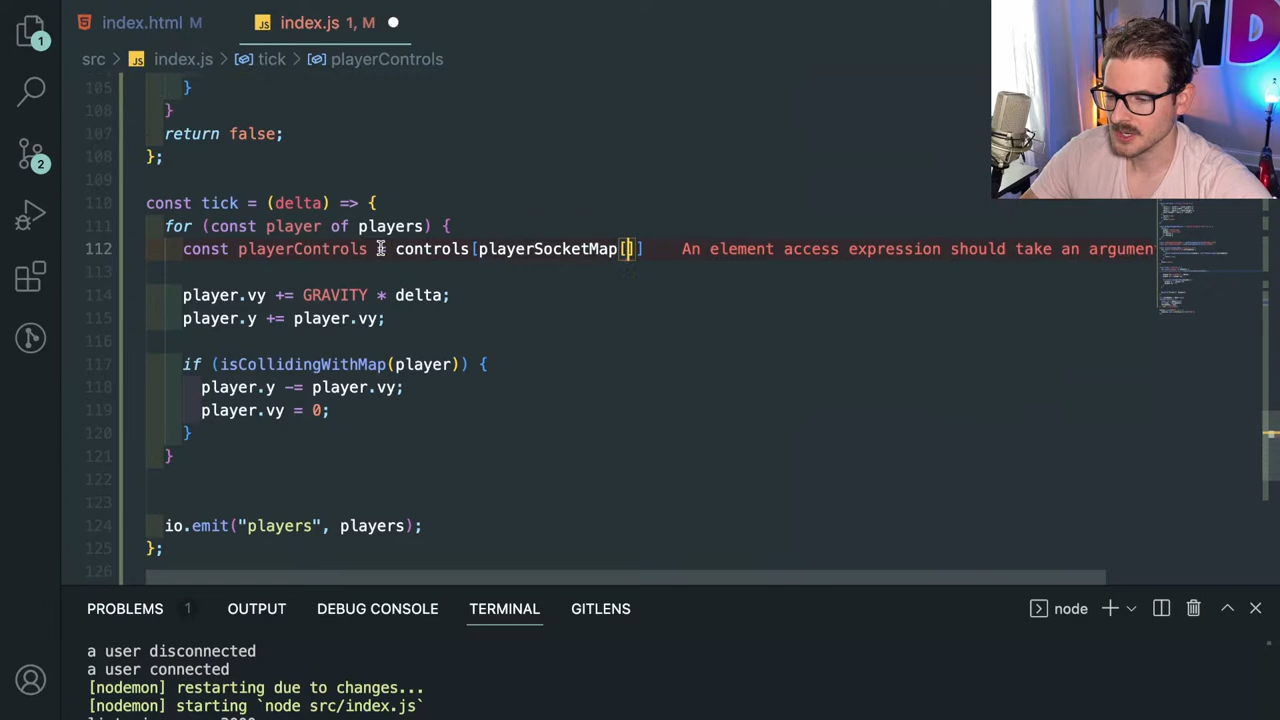 index.html M
JS index.js 1, M
src > JS index.js > tick > playerControls
105 }
108 }
107 return false;
108 };
109
110 const tick = (delta) => {
111 for (const player of players) {
112 const playerControls = controls[playerSocketMap[]] An element access expression should take an argumen
113
114 player.vy += GRAVITY * delta;
115 player.y += player.vy;
116
117 if (isCollidingWithMap(player)) {
118 player.y -= player.vy;
119 player.vy = 0;
120 }
121 }
122
123
124 io.emit("players", players);
125 };
126
1
2
PROBLEMS 1 OUTPUT DEBUG CONSOLE TERMINAL GITLENS node
a user disconnected
a user connected
[nodemon] restarting due to changes...
[nodemon] starting `node src/index.js`